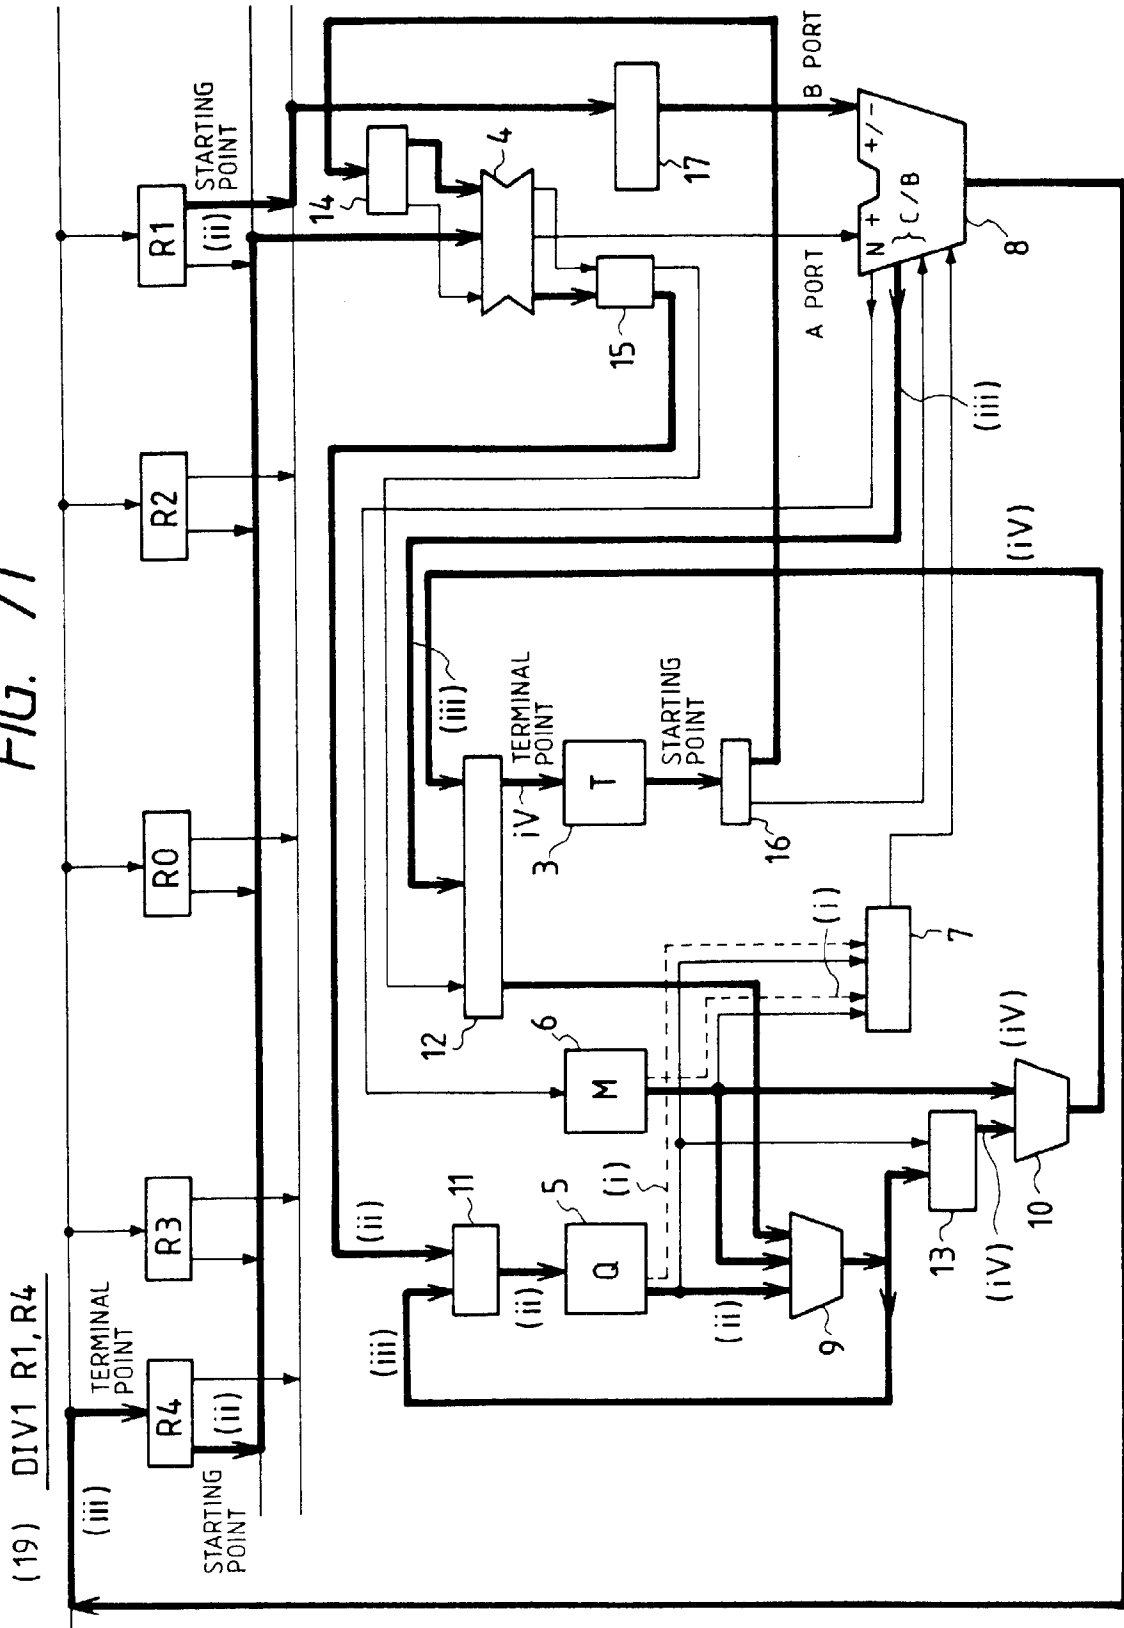 FIG. 71
(19) DIV1 R1, R4
(iii)
TERMINAL
POINT
R4
R3
R0
R2
R1
STARTING
POINT
(ii)
STARTING
POINT
(ii)
14
4
15
17
(iii)
(ii)
11
(ii)
5
Q
(ii)
(i)
9
6
M
12
(iii)
TERMINAL
POINT
iV
3
T
STARTING
POINT
16
(i)
7
13
(iV)
10
(iV)
(iV)
(iii)
A PORT
B PORT
N + +/-
} C/B
8